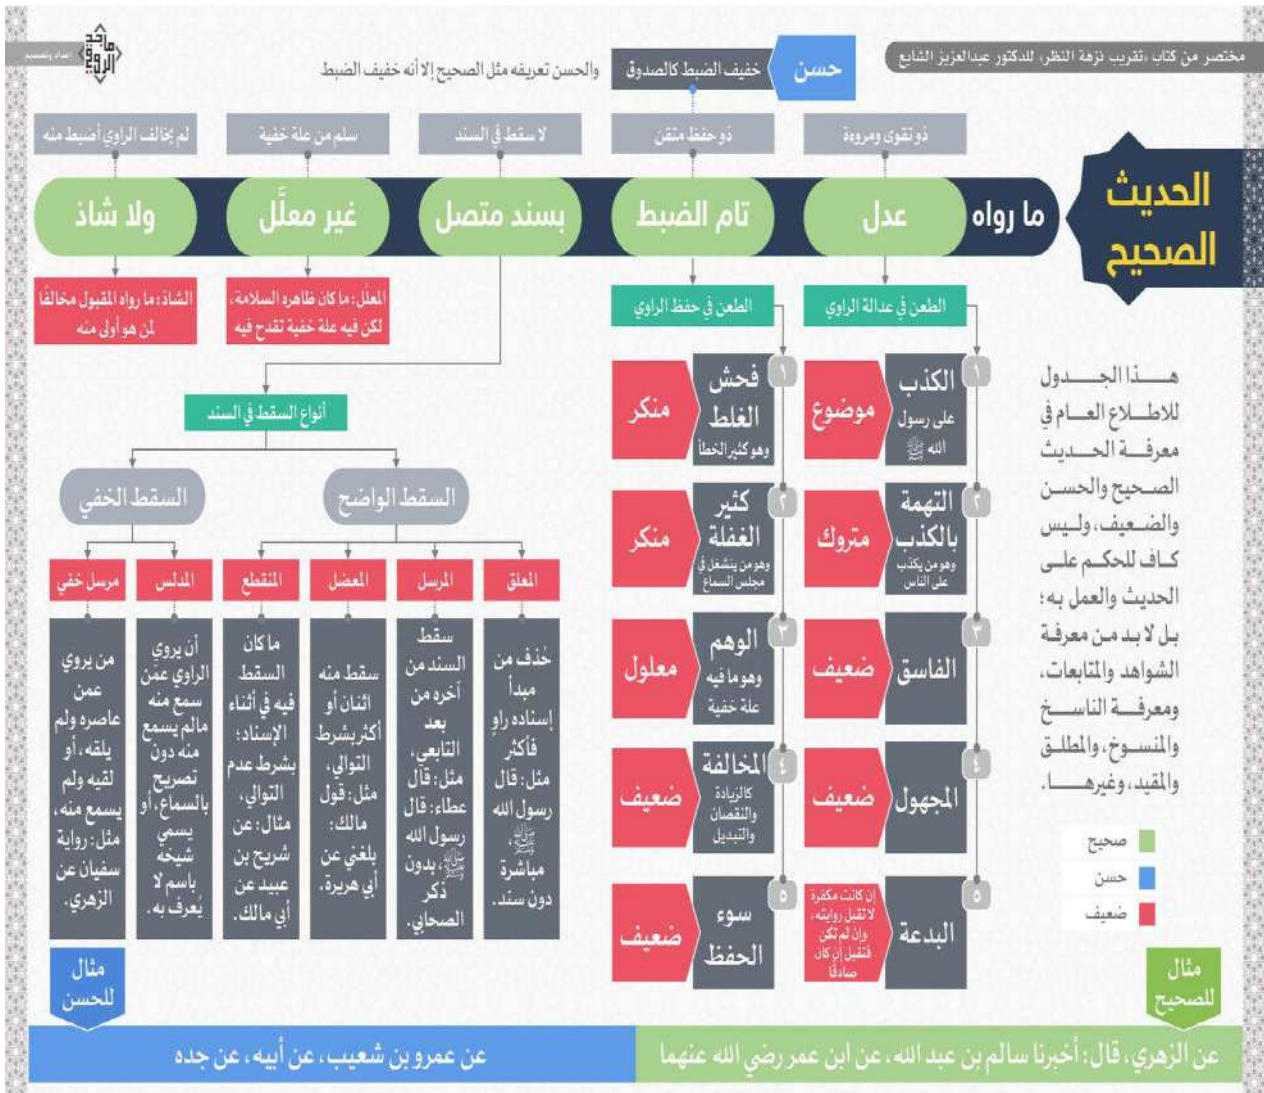 مختصر من كتاب «تقريب نزهة النظر» للدكتور عبدالعزيز الشايع
حسن
خفيف الضبط كالصدوق
والحسن تعريفه مثل الصحيح إلا أنه خفيف الضبط
إعداد وتصميم
ذو تقوى ومروءة
ذو حفظ متقن
لا سقط في السند
سلم من علة خفية
لم يخالف الراوي أضبط منه
الحديث
الصحيح
ما رواه
عدل
تام الضبط
بسند متصل
غير معلَّل
ولا شاذ
المعلَّل: ما كان ظاهره السلامة،
لكن فيه علة خفية تقدح فيه
الشاذ: ما رواه المقبول مخالفًا
لمن هو أولى منه
الطعن في عدالة الراوي
١
الكذب
على رسول
الله ﷺ
موضوع
٢
التهمة
بالكذب
وهو من يكذب
على الناس
متروك
٣
الفاسق
ضعيف
٤
المجهول
ضعيف
٥
البدعة
إن كانت مكفرة
لا تقبل روايته،
وإن لم تكن
فتقبل إن كان
صادقًا
الطعن في حفظ الراوي
١
فحش
الغلط
وهو كثير الخطأ
منكر
٢
كثير
الغفلة
وهو من ينشغل في
مجلس السماع
منكر
٣
الوهم
وهو ما فيه
علة خفية
معلول
٤
المخالفة
كالزيادة
والنقصان
والتبديل
ضعيف
٥
سوء
الحفظ
ضعيف
أنواع السقط في السند
السقط الواضح
السقط الخفي
المعلق
حُذف من
مبدأ
إسناده راوٍ
فأكثر
مثل: قال
رسول الله
ﷺ،
مباشرة
دون سند.
المرسل
سقط
السند من
آخره من
بعد
التابعي،
مثل: قال
عطاء: قال
رسول الله
ﷺ، بدون
ذكر
الصحابي.
المعضل
سقط منه
اثنان أو
أكثر بشرط
التوالي،
مثل: قول
مالك:
بلغني عن
أبي هريرة.
المنقطع
ما كان
السقط
فيه في أثناء
الإسناد؛
بشرط عدم
التوالي،
مثال: عن
شريح بن
عبيد عن
أبي مالك.
المدلس
أن يروي
الراوي عمن
سمع منه
مالم يسمع
منه دون
تصريح
بالسماع، أو
يسمي
شيخه
باسم لا
يُعرف به.
مرسل خفي
من يروي
عمن
عاصره ولم
يلقه، أو
لقيه ولم
يسمع منه،
مثل: رواية
سفيان عن
الزهري.
هذا الجدول
للاطلاع العام في
معرفة الحديث
الصحيح والحسن
والضعيف، وليس
كاف للحكم على
الحديث والعمل به؛
بل لا بد من معرفة
الشواهد والمتابعات،
ومعرفة الناسخ
والمنسوخ، والمطلق
والمقيد، وغيرها.
صحيح
حسن
ضعيف
مثال
للصحيح
عن الزهري، قال: أخبرنا سالم بن عبد الله، عن ابن عمر رضي الله عنهما
مثال
للحسن
عن عمرو بن شعيب، عن أبيه، عن جده